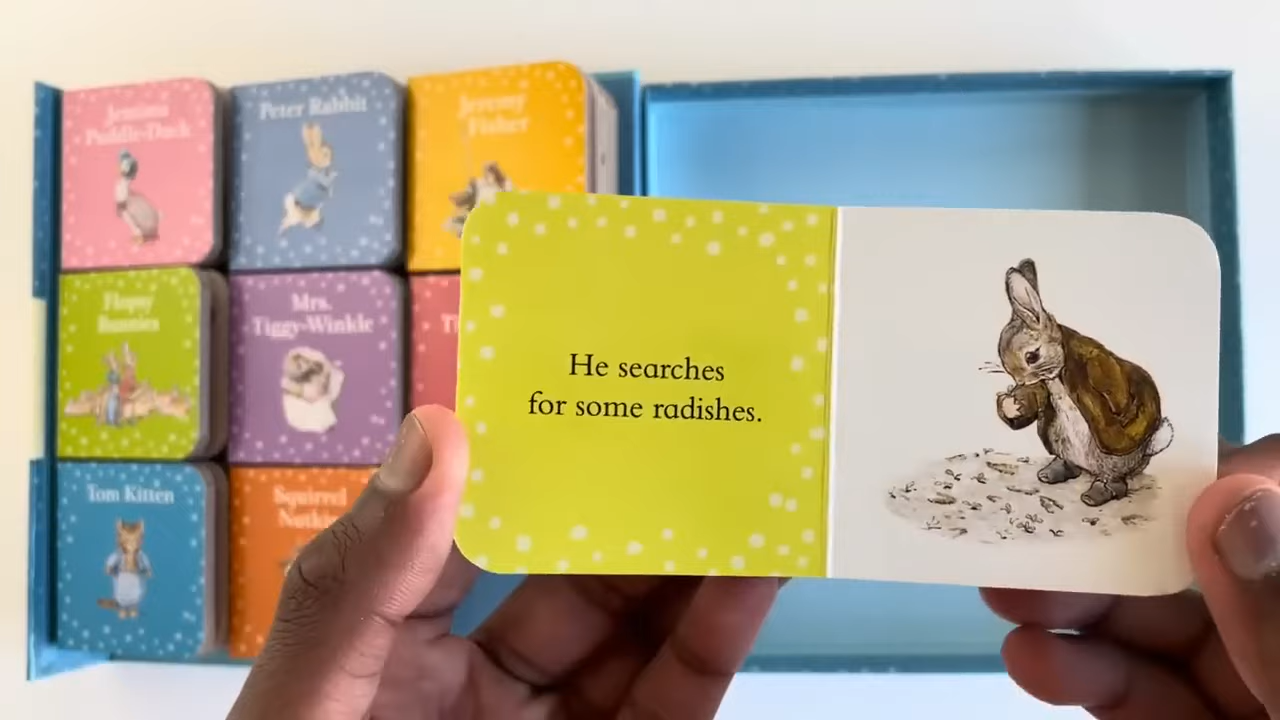 Jemima
Puddle-Duck
Peter Rabbit
Jeremy
Fisher
Flopsy
Bunnies
Mrs.
Tiggy-Winkle
Tom Kitten
Squirrel
He searches
for some radishes.